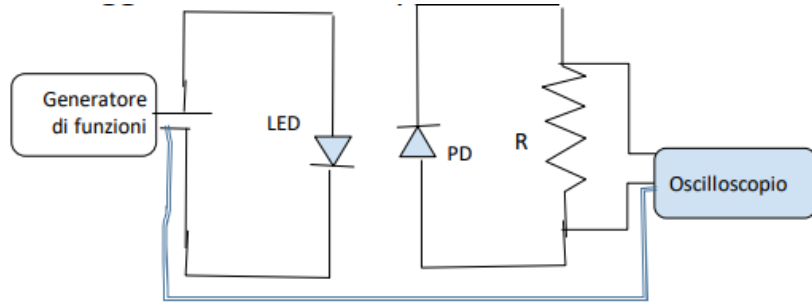 Generatore
di funzioni
LED
PD
R
Oscilloscopio